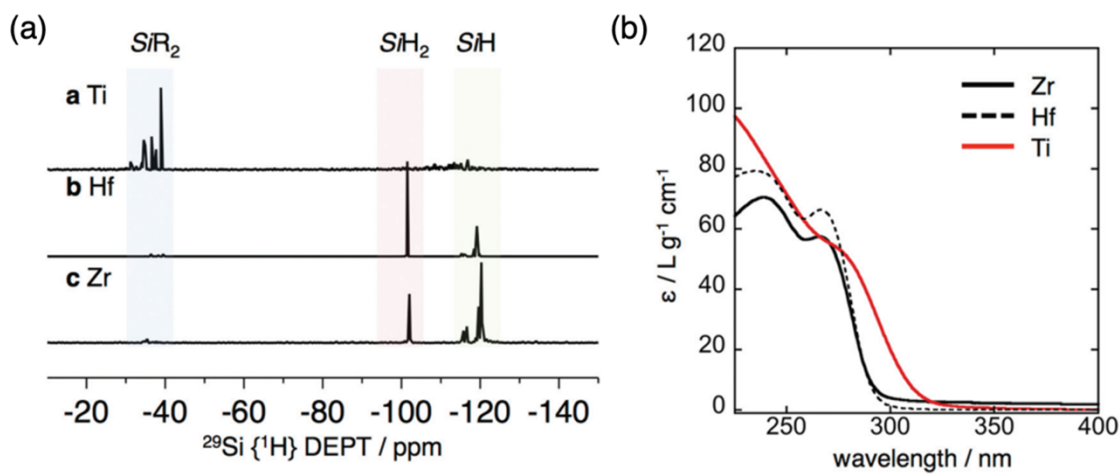 (a)
SiR₂ SiH₂ SiH
a Ti
b Hf
c Zr
-20 -40 -60 -80 -100 -120 -140
²⁹Si {¹H} DEPT / ppm
(b)
120
100
80
60
40
20
0
ε / L g⁻¹ cm⁻¹
Zr
Hf
Ti
250 300 350 400
wavelength / nm